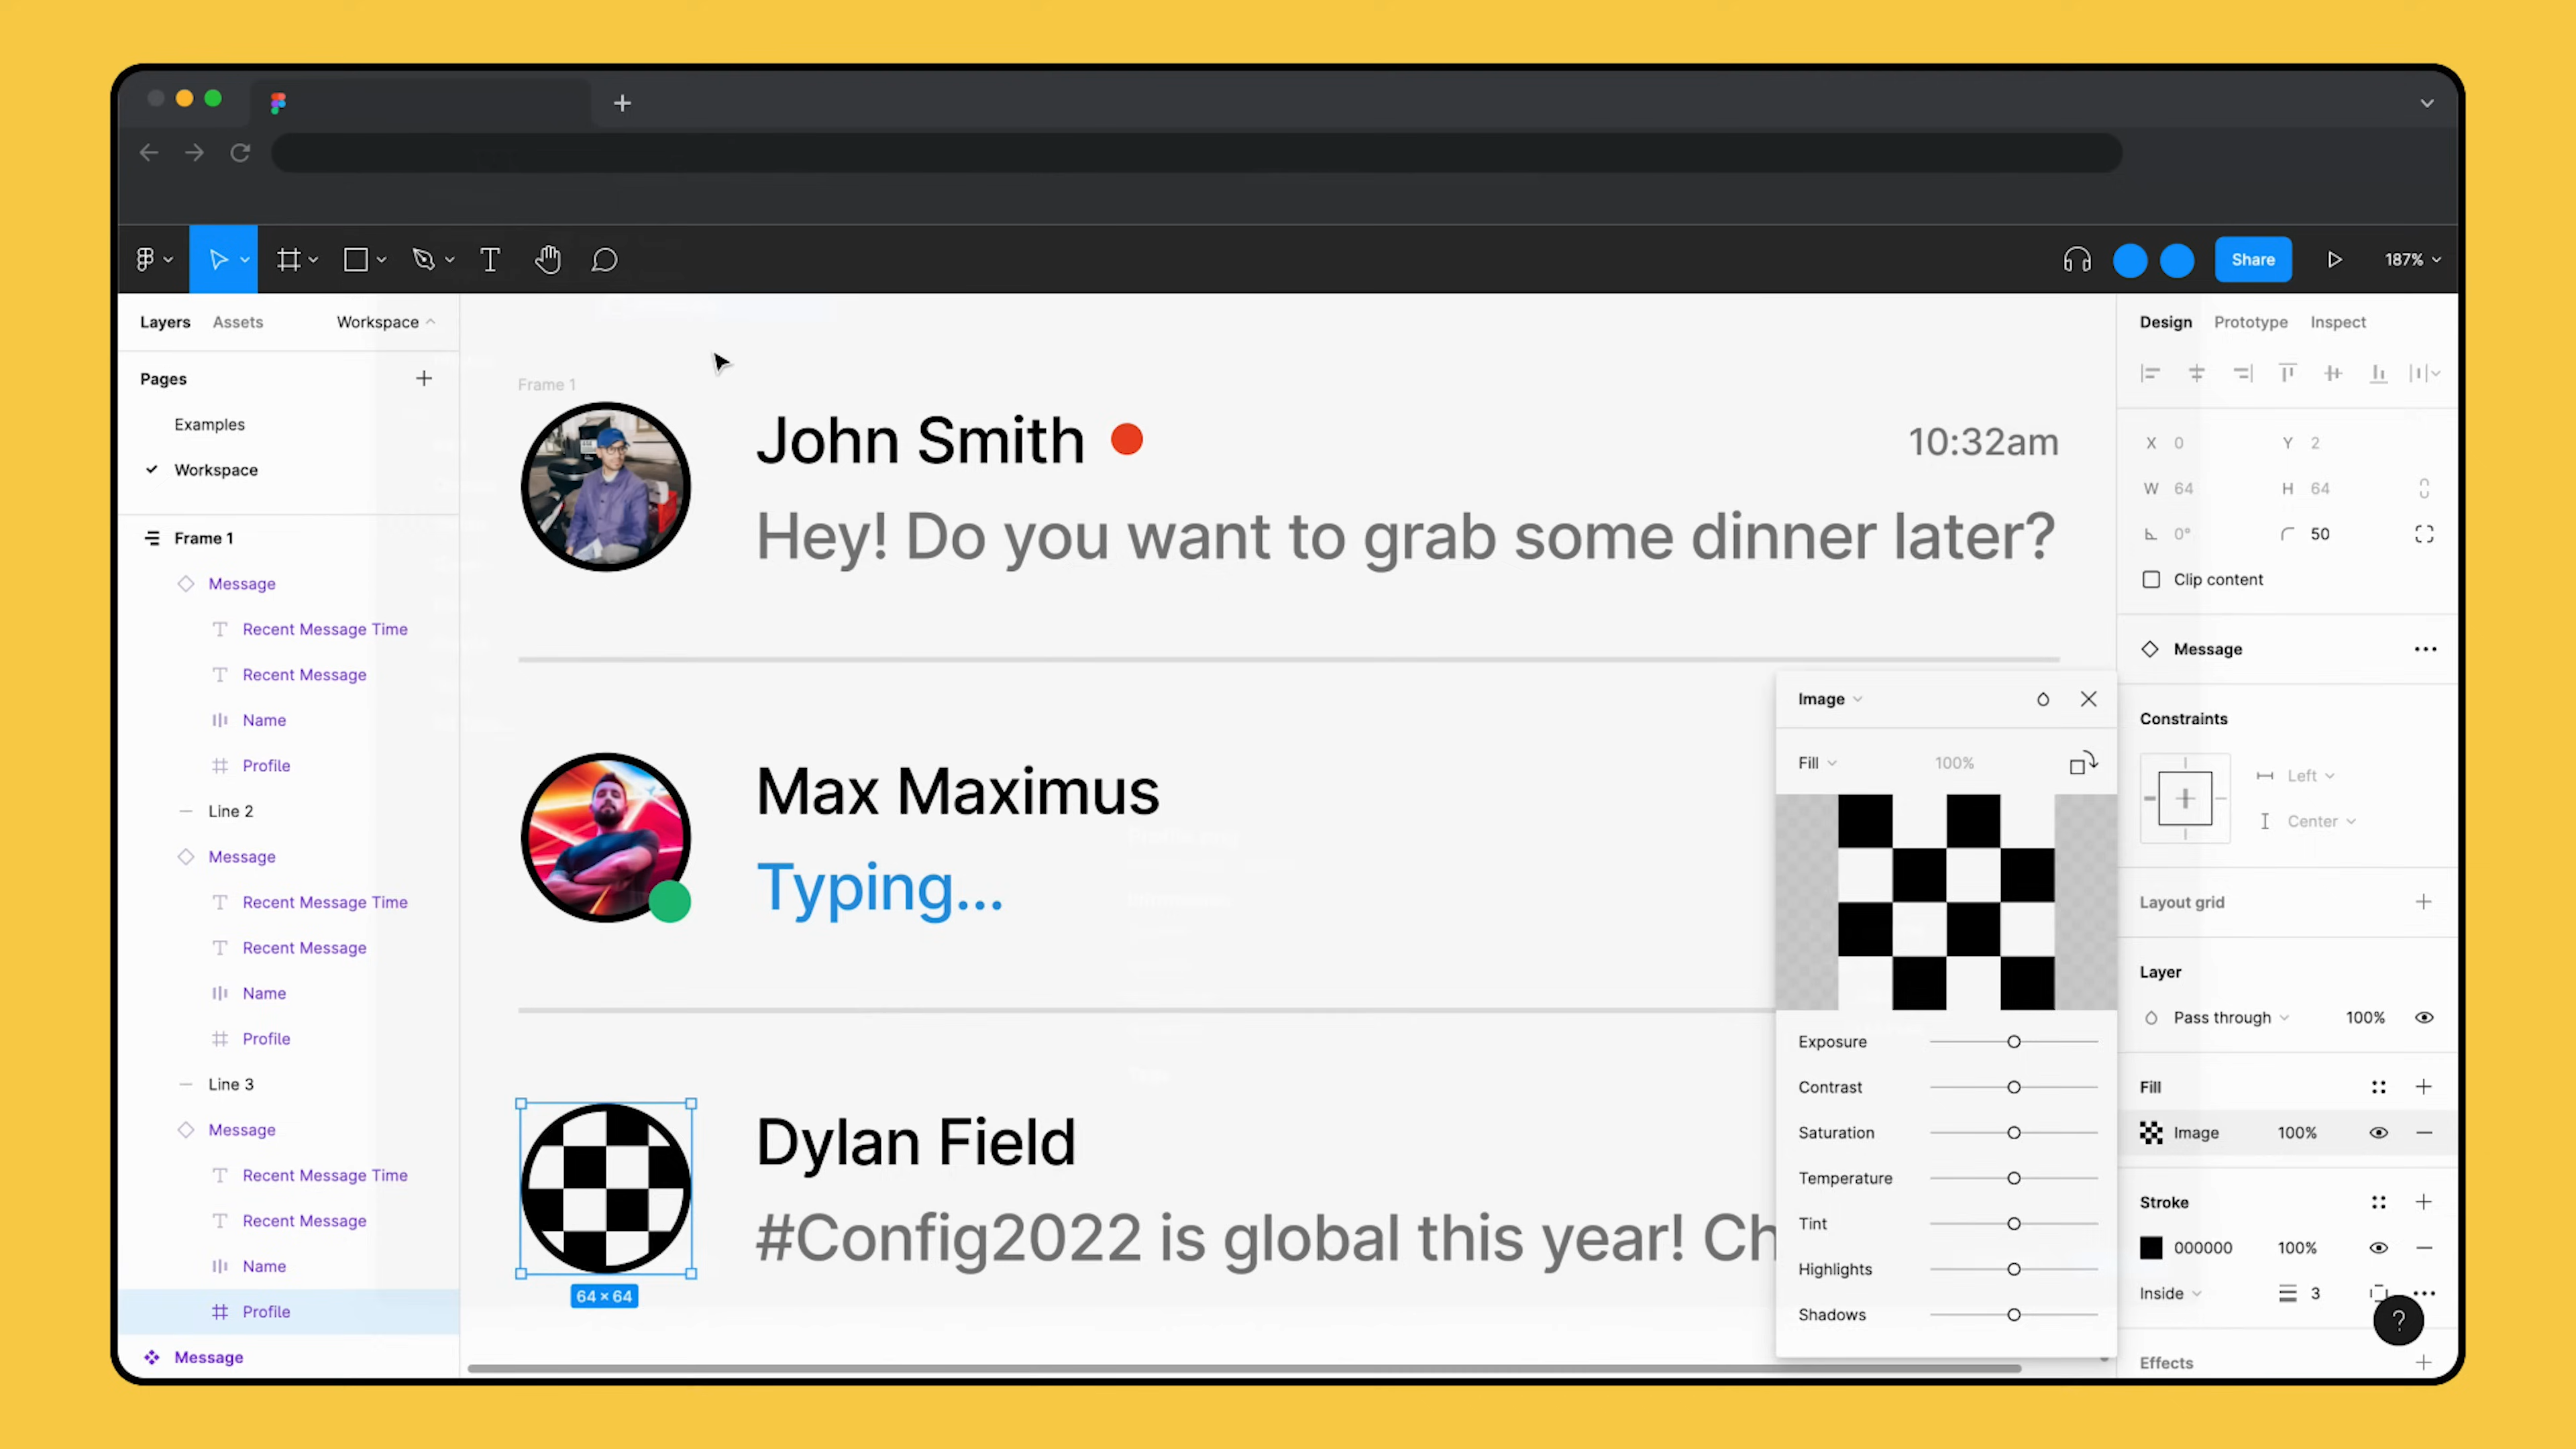 Share
187%
Layers Assets Workspace
Pages
Examples
Workspace
Frame 1
Message
Recent Message Time
Recent Message
Name
Profile
Line 2
Message
Recent Message Time
Recent Message
Name
Profile
Line 3
Message
Recent Message Time
Recent Message
Name
Profile
Message
Frame 1
John Smith
10:32am
Hey! Do you want to grab some dinner later?
Max Maximus
Typing...
Dylan Field
#Config2022 is global this year! Ch
64 × 64
Image
Fill 100%
Exposure
Contrast
Saturation
Temperature
Tint
Highlights
Shadows
Design Prototype Inspect
X 0 Y 2
W 64 H 64
0° 50
Clip content
Message
Constraints
Left
Center
Layout grid
Layer
Pass through 100%
Fill
Image 100%
Stroke
000000 100%
Inside 3
?
Effects